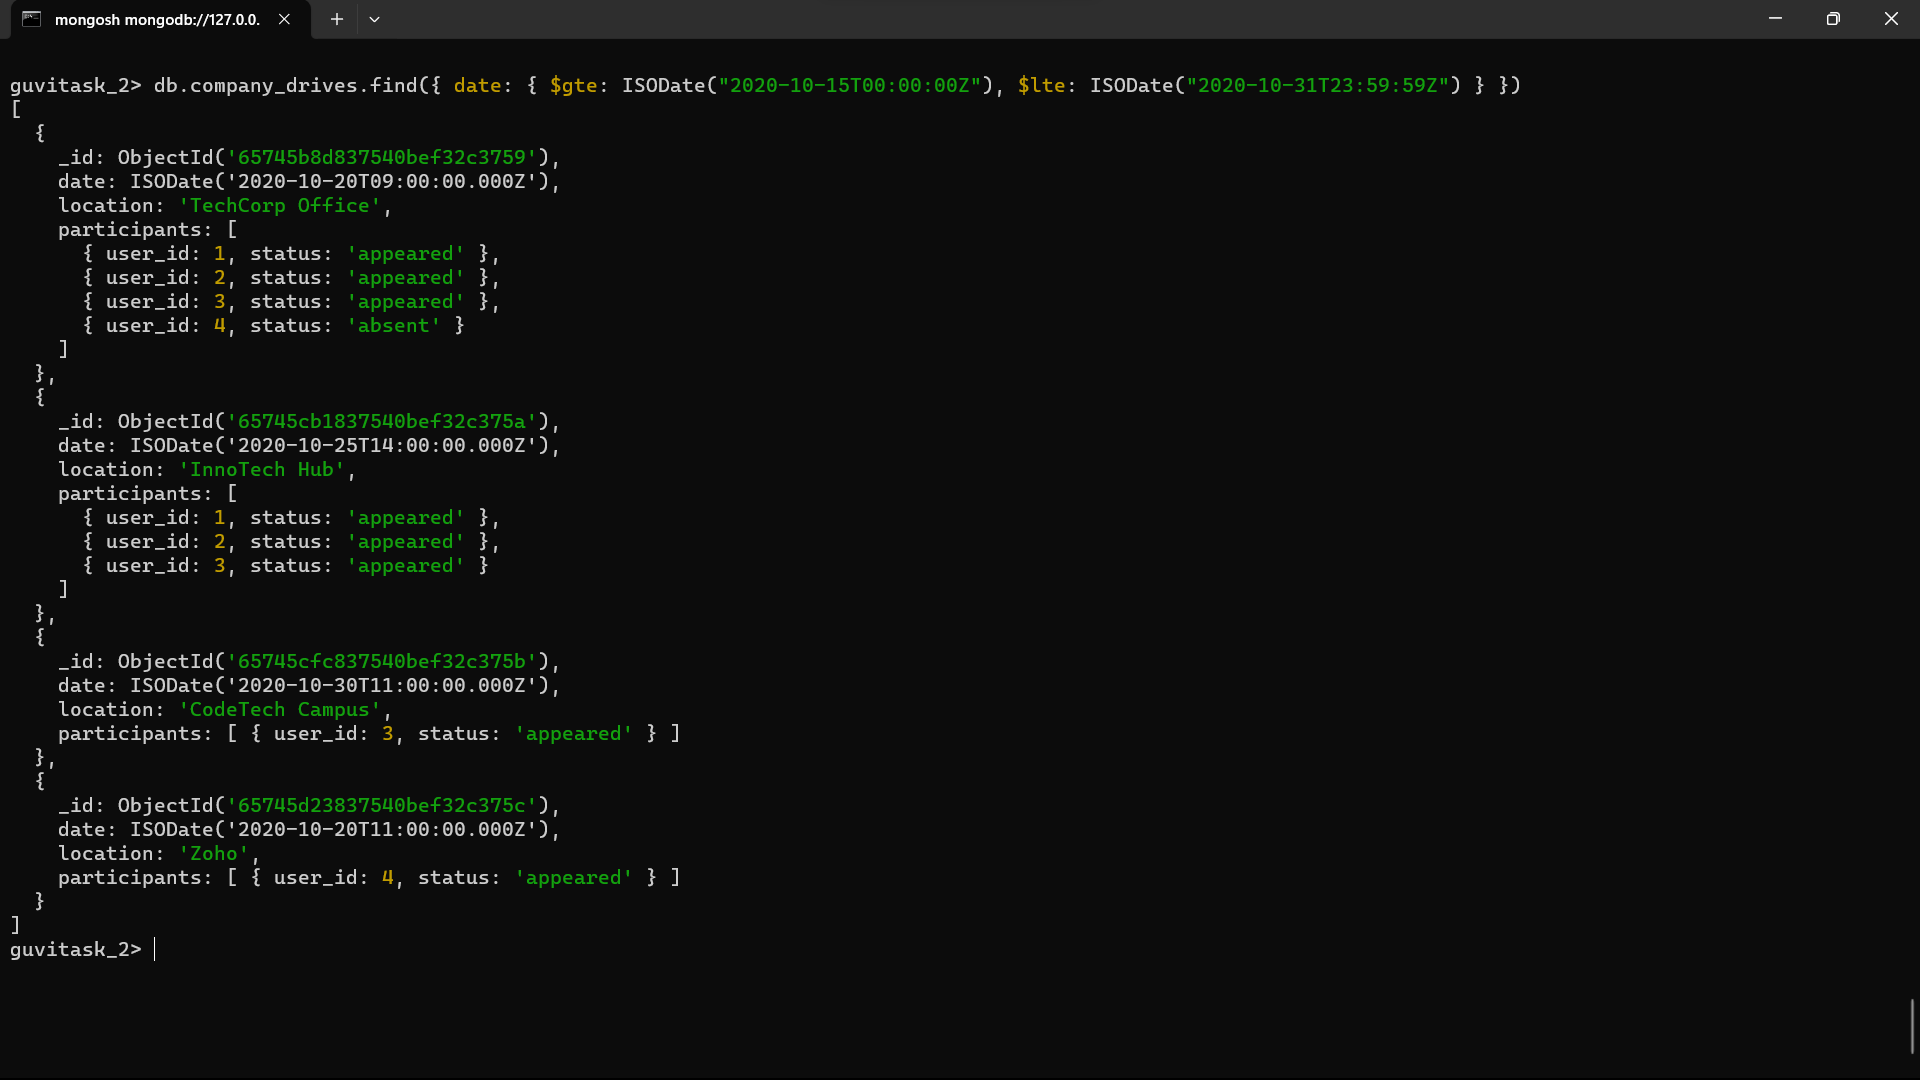 mongosh mongodb://127.0.0.
guvitask_2> db.company_drives.find({ date: { $gte: ISODate("2020-10-15T00:00:00Z"), $lte: ISODate("2020-10-31T23:59:59Z") } })
[
  {
    _id: ObjectId('65745b8d837540bef32c3759'),
    date: ISODate('2020-10-20T09:00:00.000Z'),
    location: 'TechCorp Office',
    participants: [
      { user_id: 1, status: 'appeared' },
      { user_id: 2, status: 'appeared' },
      { user_id: 3, status: 'appeared' },
      { user_id: 4, status: 'absent' }
    ]
  },
  {
    _id: ObjectId('65745cb1837540bef32c375a'),
    date: ISODate('2020-10-25T14:00:00.000Z'),
    location: 'InnoTech Hub',
    participants: [
      { user_id: 1, status: 'appeared' },
      { user_id: 2, status: 'appeared' },
      { user_id: 3, status: 'appeared' }
    ]
  },
  {
    _id: ObjectId('65745cfc837540bef32c375b'),
    date: ISODate('2020-10-30T11:00:00.000Z'),
    location: 'CodeTech Campus',
    participants: [ { user_id: 3, status: 'appeared' } ]
  },
  {
    _id: ObjectId('65745d23837540bef32c375c'),
    date: ISODate('2020-10-20T11:00:00.000Z'),
    location: 'Zoho',
    participants: [ { user_id: 4, status: 'appeared' } ]
  }
]
guvitask_2>